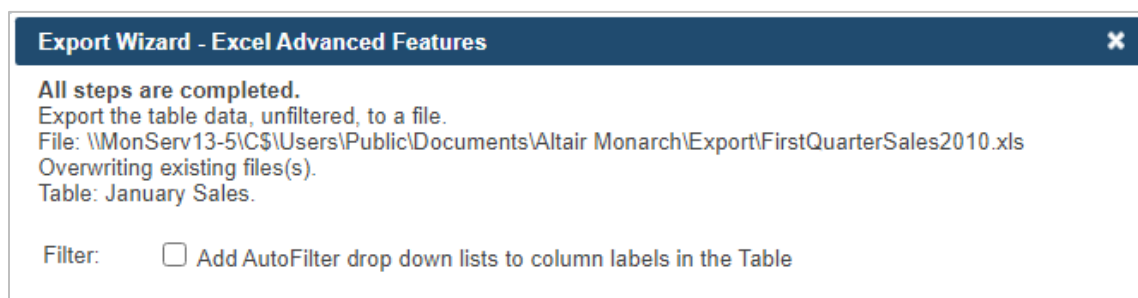 Export Wizard - Excel Advanced Features
All steps are completed.
Export the table data, unfiltered, to a file.
File: \\MonServ13-5\C$\Users\Public\Documents\Altair Monarch\Export\FirstQuarterSales2010.xls
Overwriting existing files(s).
Table: January Sales.
Filter: Add AutoFilter drop down lists to column labels in the Table